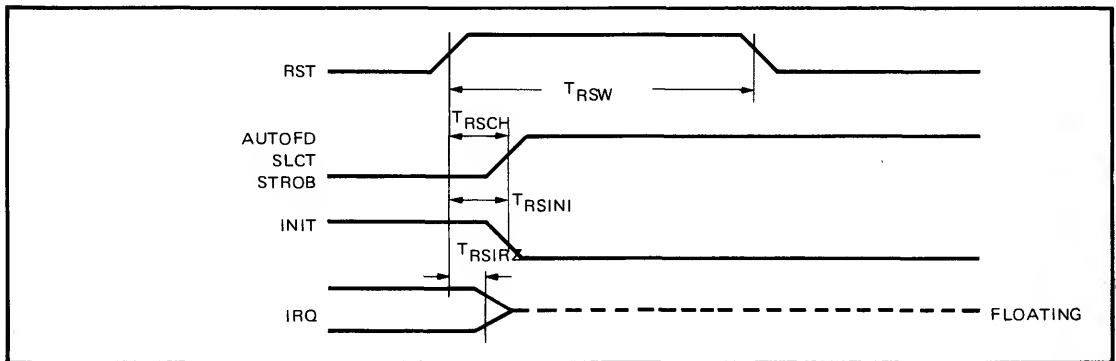 RST
TRSW
TRSCH
AUTOFD
SLCT
STROB
TRSINI
INIT
TRSIRZ
IRQ
FLOATING